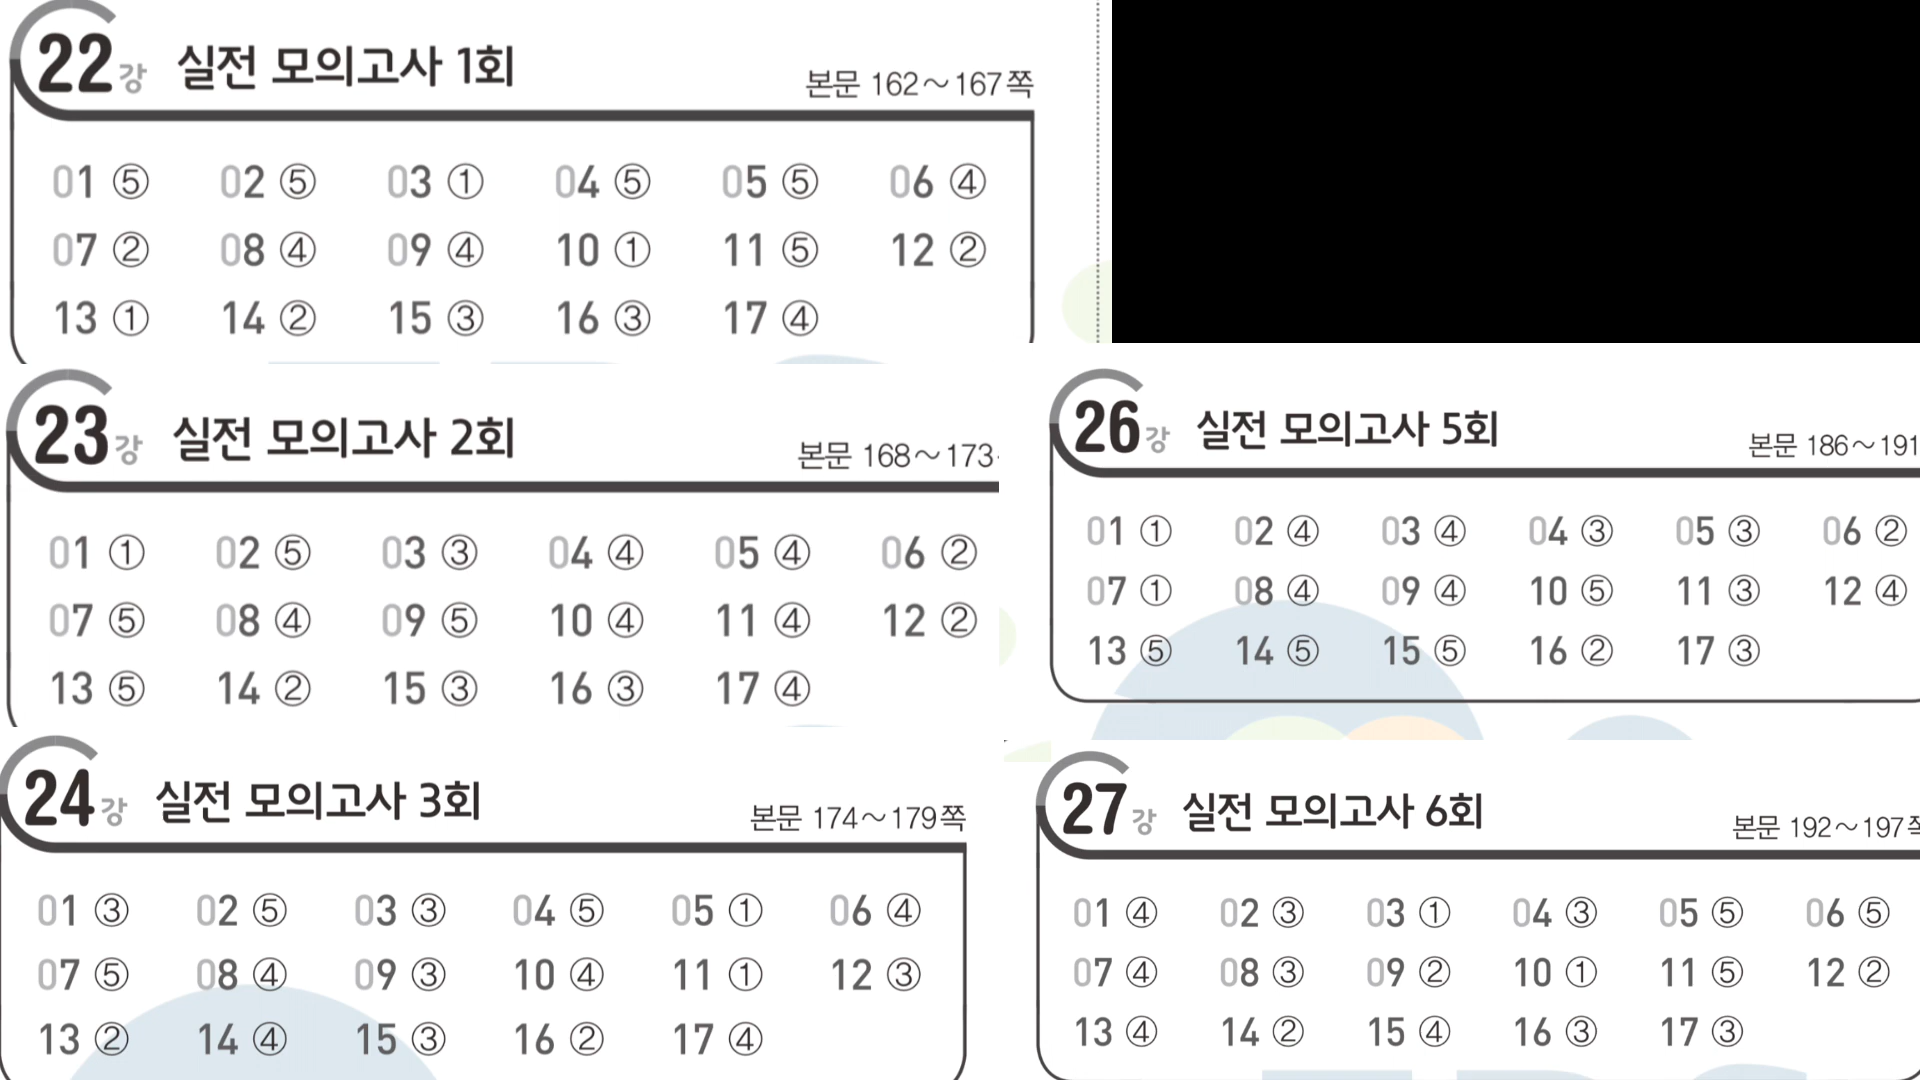 22강 실전 모의고사 1회
본문 162～167쪽
01 ⑤ 02 ⑤ 03 ① 04 ⑤ 05 ⑤ 06 ④
07 ② 08 ④ 09 ④ 10 ① 11 ⑤ 12 ②
13 ① 14 ② 15 ③ 16 ③ 17 ④
23강 실전 모의고사 2회
본문 168～173
01 ① 02 ⑤ 03 ③ 04 ④ 05 ④ 06 ②
07 ⑤ 08 ④ 09 ⑤ 10 ④ 11 ④ 12 ②
13 ⑤ 14 ② 15 ③ 16 ③ 17 ④
24강 실전 모의고사 3회
본문 174～179쪽
01 ③ 02 ⑤ 03 ③ 04 ⑤ 05 ① 06 ④
07 ⑤ 08 ④ 09 ③ 10 ④ 11 ① 12 ③
13 ② 14 ④ 15 ③ 16 ② 17 ④
26강 실전 모의고사 5회
본문 186～191
01 ① 02 ④ 03 ④ 04 ③ 05 ③ 06 ②
07 ① 08 ④ 09 ④ 10 ⑤ 11 ③ 12 ④
13 ⑤ 14 ⑤ 15 ⑤ 16 ② 17 ③
27강 실전 모의고사 6회
본문 192～197쪽
01 ④ 02 ③ 03 ① 04 ③ 05 ⑤ 06 ⑤
07 ④ 08 ③ 09 ② 10 ① 11 ⑤ 12 ②
13 ④ 14 ② 15 ④ 16 ③ 17 ③